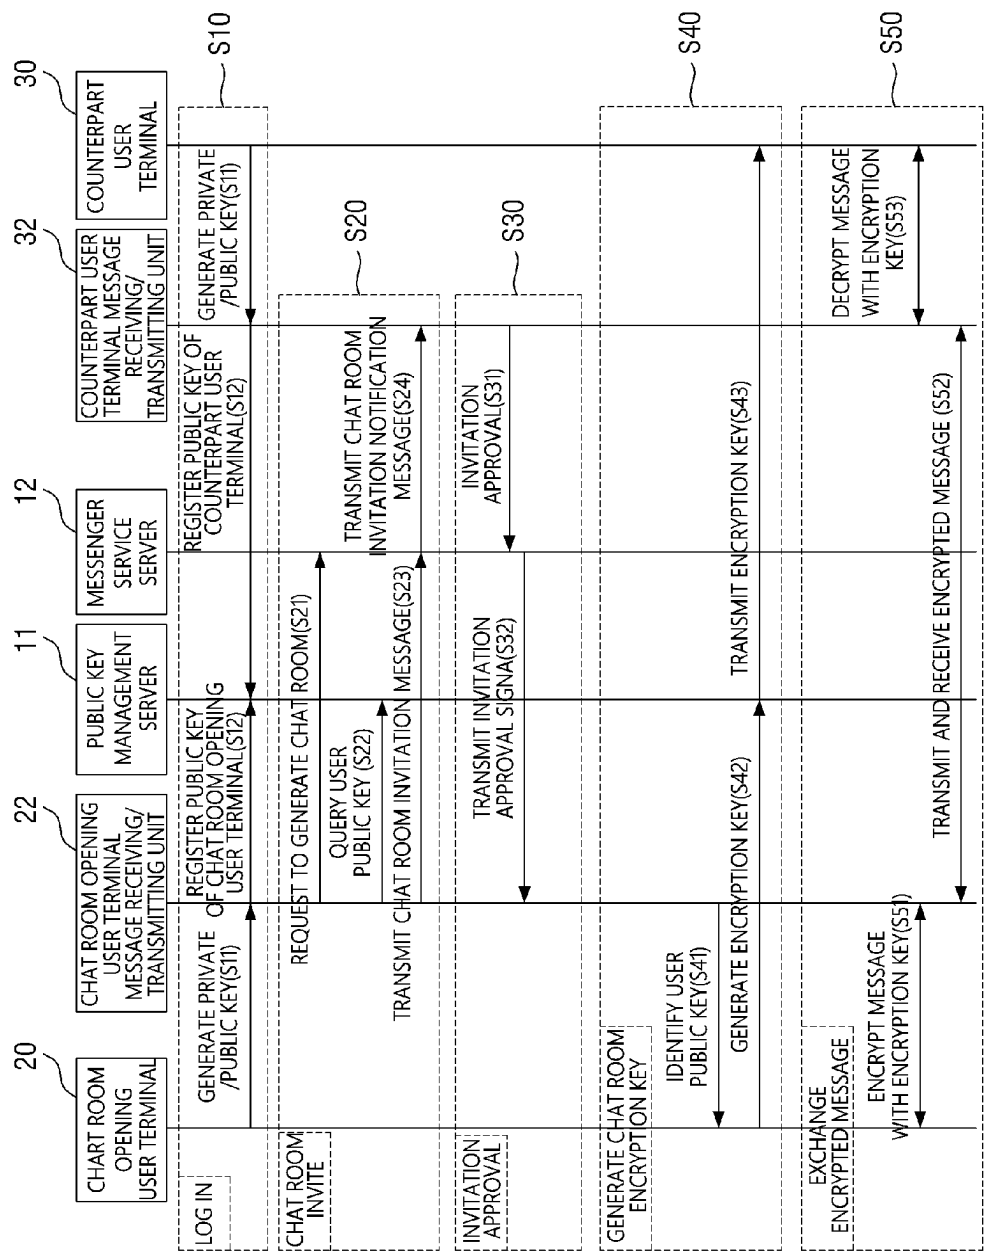 20
CHART ROOM
OPENING
USER TERMINAL
22
CHAT ROOM OPENING
USER TERMINAL
MESSAGE RECEIVING/
TRANSMITTING UNIT
11
PUBLIC KEY
MANAGEMENT
SERVER
12
MESSENGER
SERVICE
SERVER
32
COUNTERPART USER
TERMINAL MESSAGE
RECEIVING/
TRANSMITTING UNIT
30
COUNTERPART
USER
TERMINAL
S10
LOG IN
GENERATE PRIVATE
/PUBLIC KEY(S11)
REGISTER PUBLIC KEY
OF CHAT ROOM OPENING
USER TERMINAL(S12)
REGISTER PUBLIC KEY OF
COUNTERPART USER
TERMINAL(S12)
GENERATE PRIVATE
/PUBLIC KEY(S11)
S20
CHAT ROOM
INVITE
REQUEST TO GENERATE CHAT ROOM(S21)
QUERY USER
PUBLIC KEY (S22)
TRANSMIT CHAT ROOM INVITATION MESSAGE(S23)
TRANSMIT CHAT ROOM
INVITATION NOTIFICATION
MESSAGE(S24)
S30
INVITATION
APPROVAL
INVITATION
APPROVAL(S31)
TRANSMIT INVITATION
APPROVAL SIGNA(S32)
S40
GENERATE CHAT ROOM
ENCRYPTION KEY
IDENTIFY USER
PUBLIC KEY(S41)
GENERATE ENCRYPTION KEY(S42)
TRANSMIT ENCRYPTION KEY(S43)
S50
EXCHANGE
ENCRYPTED MESSAGE
ENCRYPT MESSAGE
WITH ENCRYPTION KEY(S51)
TRANSMIT AND RECEIVE ENCRYPTED MESSAGE (S52)
DECRYPT MESSAGE
WITH ENCRYPTION
KEY(S53)